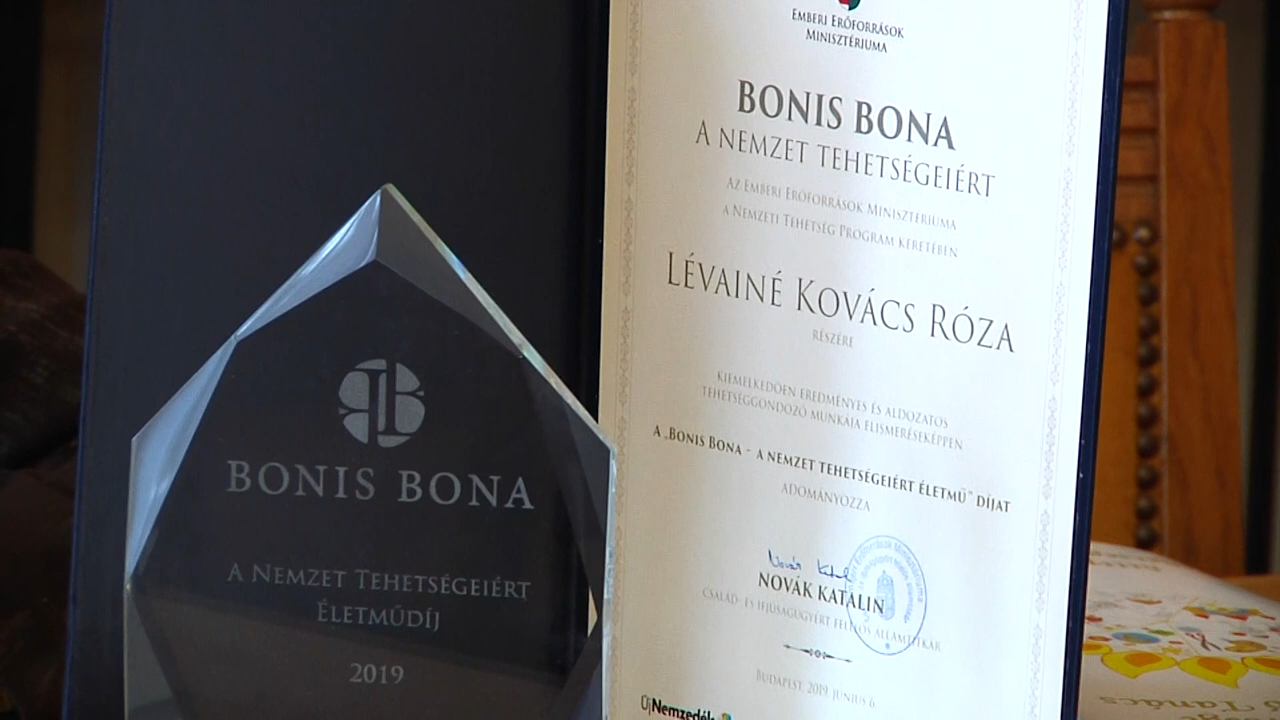 BONIS BONA
A NEMZET TEHETSÉGEIÉRT
ÉLETMŰDÍJ
2019
EMBERI ERŐFORRÁSOK
MINISZTÉRIUMA
BONIS BONA
A NEMZET TEHETSÉGEIÉRT
AZ EMBERI ERŐFORRÁSOK MINISZTÉRIUMA
A NEMZETI TEHETSÉG PROGRAM KERETÉBEN
LÉVAINÉ KOVÁCS RÓZA
RÉSZÉRE
KIEMELKEDŐEN EREDMÉNYES ÉS ÁLDOZATOS
TEHETSÉGGONDOZÓ MUNKÁJA ELISMERÉSEKÉPPEN
A „BONIS BONA - A NEMZET TEHETSÉGEIÉRT ÉLETMŰ” DÍJAT
ADOMÁNYOZZA
NOVÁK KATALIN
CSALÁD- ÉS IFJÚSÁGÜGYÉRT FELELŐS ÁLLAMTITKÁR
BUDAPEST, 2019. JÚNIUS 6.
ÚjNemzedék